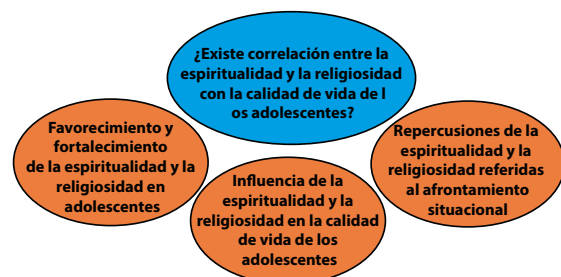 ¿Existe correlación entre la
espiritualidad y la religiosidad
con la calidad de vida de l
os adolescentes?
Favorecimiento y
fortalecimiento
de la espiritualidad y la
religiosidad en
adolescentes
Influencia de la
espiritualidad y la
religiosidad en la calidad
de vida de los
adolescentes
Repercusiones de la
espiritualidad y la
religiosidad referidas
al afrontamiento
situacional